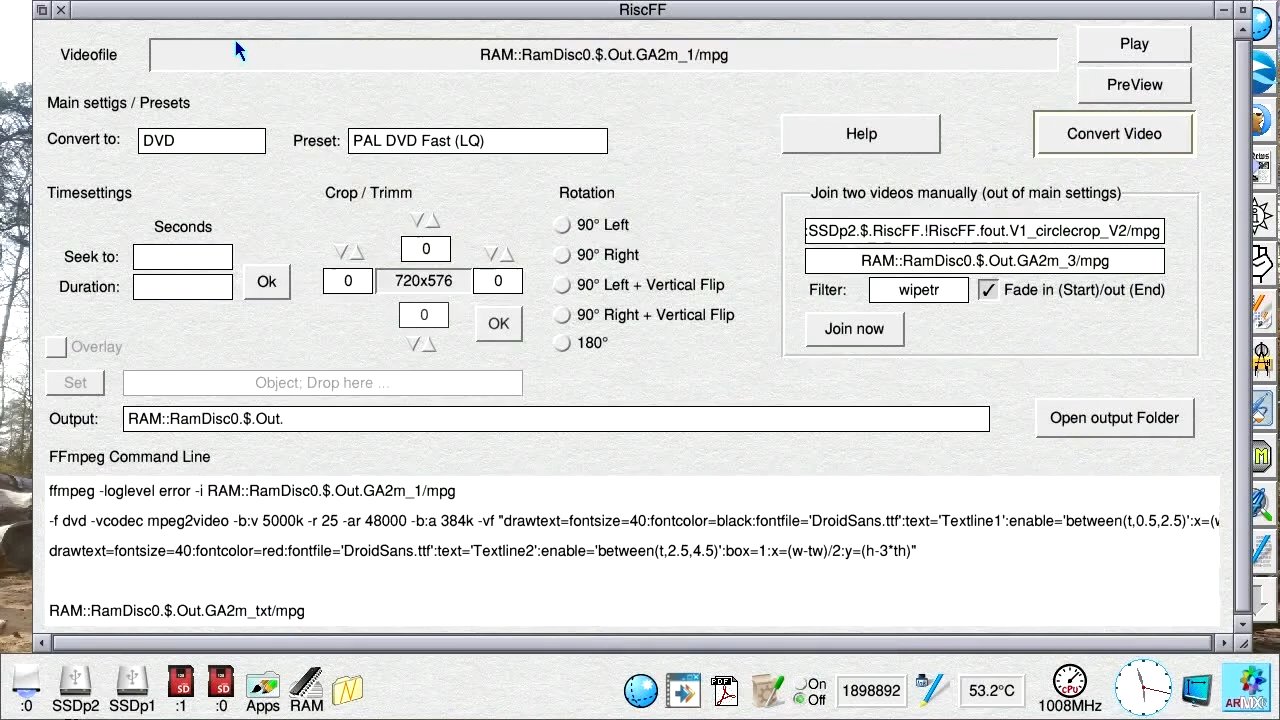 RiscFF
Videofile
RAM::RamDisc0.$.Out.GA2m_1/mpg
Play
PreView
Main settigs / Presets
Convert to:
DVD
Preset:
PAL DVD Fast (LQ)
Help
Convert Video
Timesettings
Seconds
Seek to:
Duration:
Ok
Crop / Trimm
0
0
720x576
0
0
OK
Rotation
90° Left
90° Right
90° Left + Vertical Flip
90° Right + Vertical Flip
180°
Join two videos manually (out of main settings)
:SSDp2.$.RiscFF.!RiscFF.fout.V1_circlecrop_V2/mpg
RAM::RamDisc0.$.Out.GA2m_3/mpg
Filter:
wipetr
Fade in (Start)/out (End)
Join now
Overlay
Set
Object; Drop here ...
Output:
RAM::RamDisc0.$.Out.
Open output Folder
FFmpeg Command Line
ffmpeg -loglevel error -i RAM::RamDisc0.$.Out.GA2m_1/mpg
-f dvd -vcodec mpeg2video -b:v 5000k -r 25 -ar 48000 -b:a 384k -vf "drawtext=fontsize=40:fontcolor=black:fontfile='DroidSans.ttf':text='Textline1':enable='between(t,0.5,2.5)':x=(w
drawtext=fontsize=40:fontcolor=red:fontfile='DroidSans.ttf':text='Textline2':enable='between(t,2.5,4.5)':box=1:x=(w-tw)/2:y=(h-3*th)"
RAM::RamDisc0.$.Out.GA2m_txt/mpg
:0
SSDp2
SSDp1
SD
:1
SD
:0
Apps
RAM
PDF
On
Off
1898892
53.2°C
CPU
1008MHz